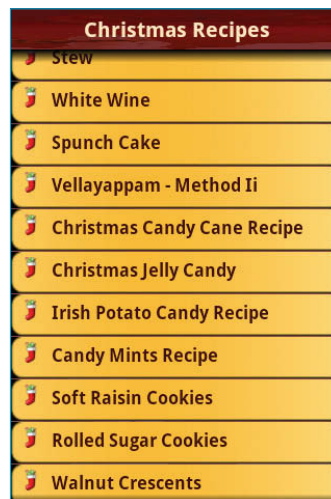 Christmas Recipes
Stew
White Wine
Spunch Cake
Vellayappam - Method Ii
Christmas Candy Cane Recipe
Christmas Jelly Candy
Irish Potato Candy Recipe
Candy Mints Recipe
Soft Raisin Cookies
Rolled Sugar Cookies
Walnut Crescents